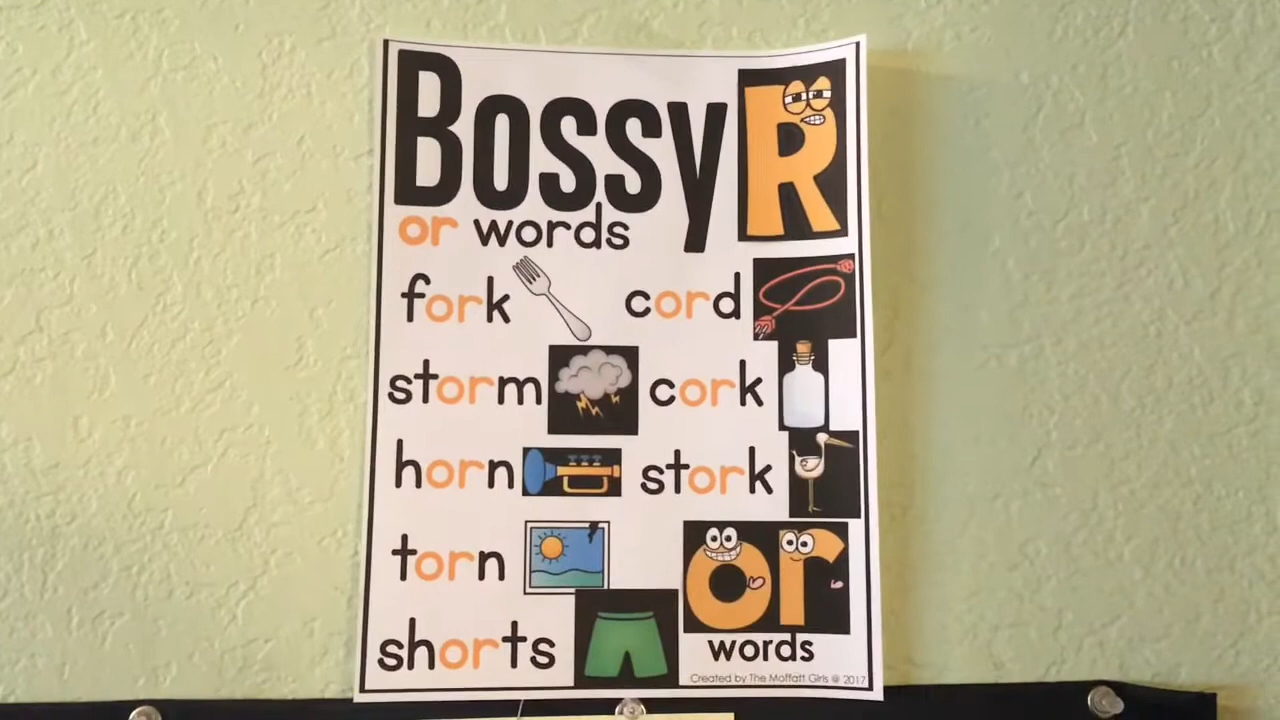 Bossy R
or words
fork cord
storm cork
horn stork
torn
or
shorts
words
Created by The Moffatt Girls @ 2017